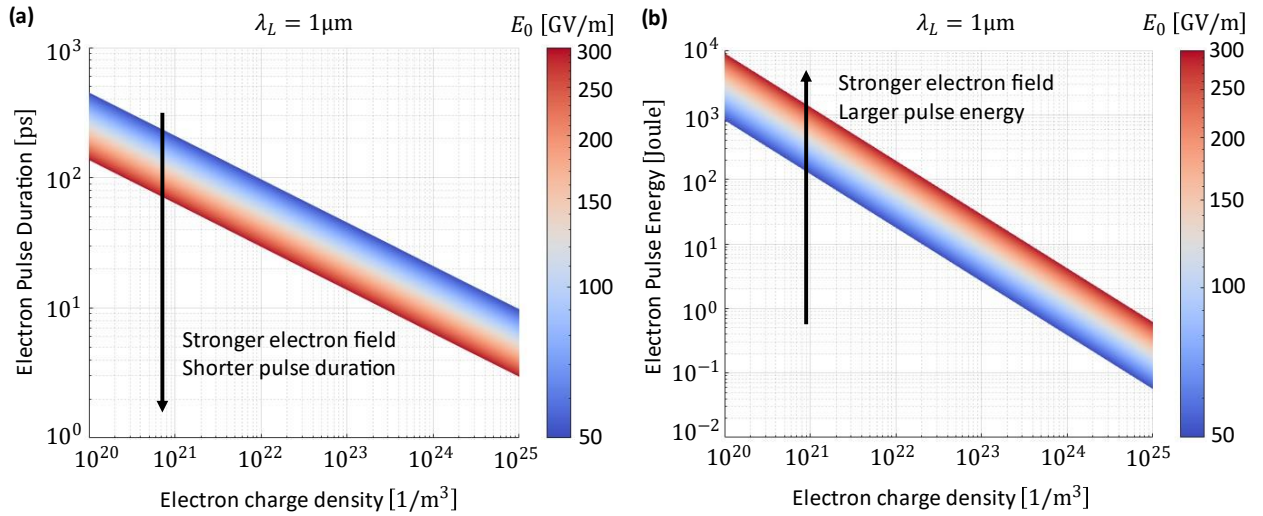 (a)
λ_L = 1μm
E_0 [GV/m]
10^3
10^2
10^1
10^0
Electron Pulse Duration [ps]
Stronger electron field
Shorter pulse duration
10^20 10^21 10^22 10^23 10^24 10^25
Electron charge density [1/m^3]
300
250
200
150
100
50
(b)
λ_L = 1μm
E_0 [GV/m]
10^4
10^3
10^2
10^1
10^0
10^−1
10^−2
Electron Pulse Energy [Joule]
Stronger electron field
Larger pulse energy
10^20 10^21 10^22 10^23 10^24 10^25
Electron charge density [1/m^3]
300
250
200
150
100
50